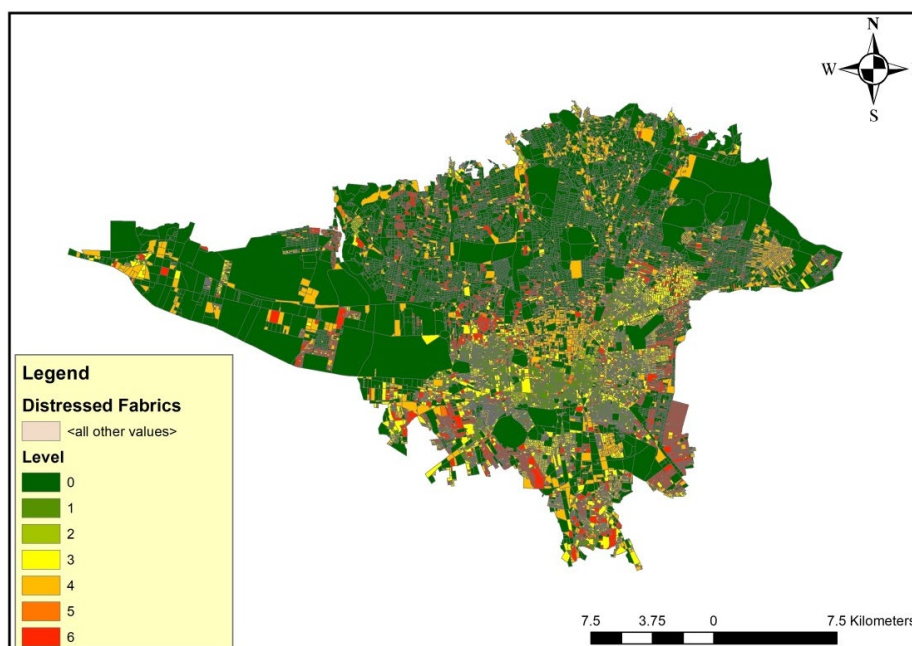 N
W
S
Legend
Distressed Fabrics
<all other values>
Level
0
1
2
3
4
5
6
7.5 3.75 0 7.5 Kilometers